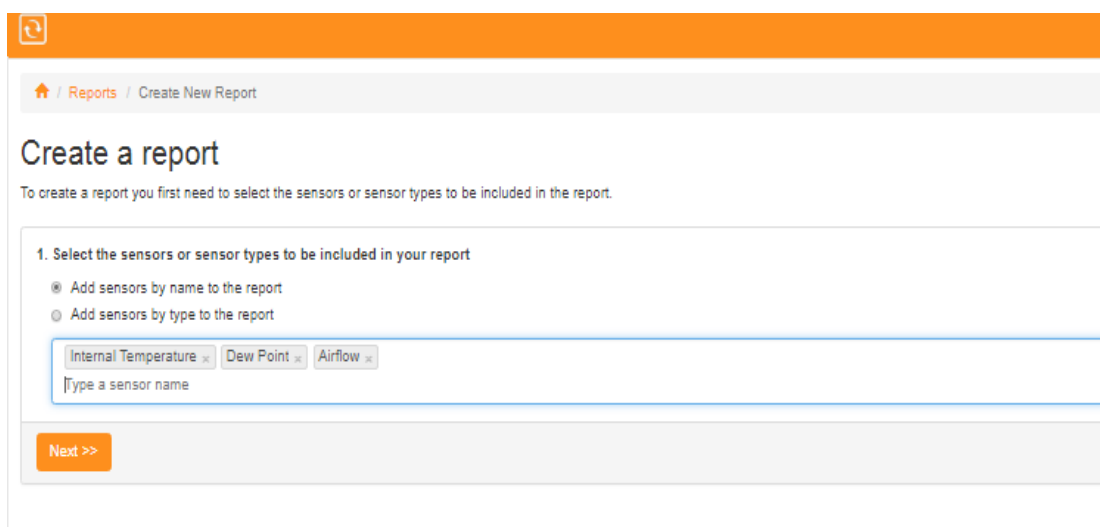 / Reports / Create New Report
Create a report
To create a report you first need to select the sensors or sensor types to be included in the report.
1. Select the sensors or sensor types to be included in your report
Add sensors by name to the report
Add sensors by type to the report
Internal Temperature × Dew Point × Airflow ×
Type a sensor name
Next >>